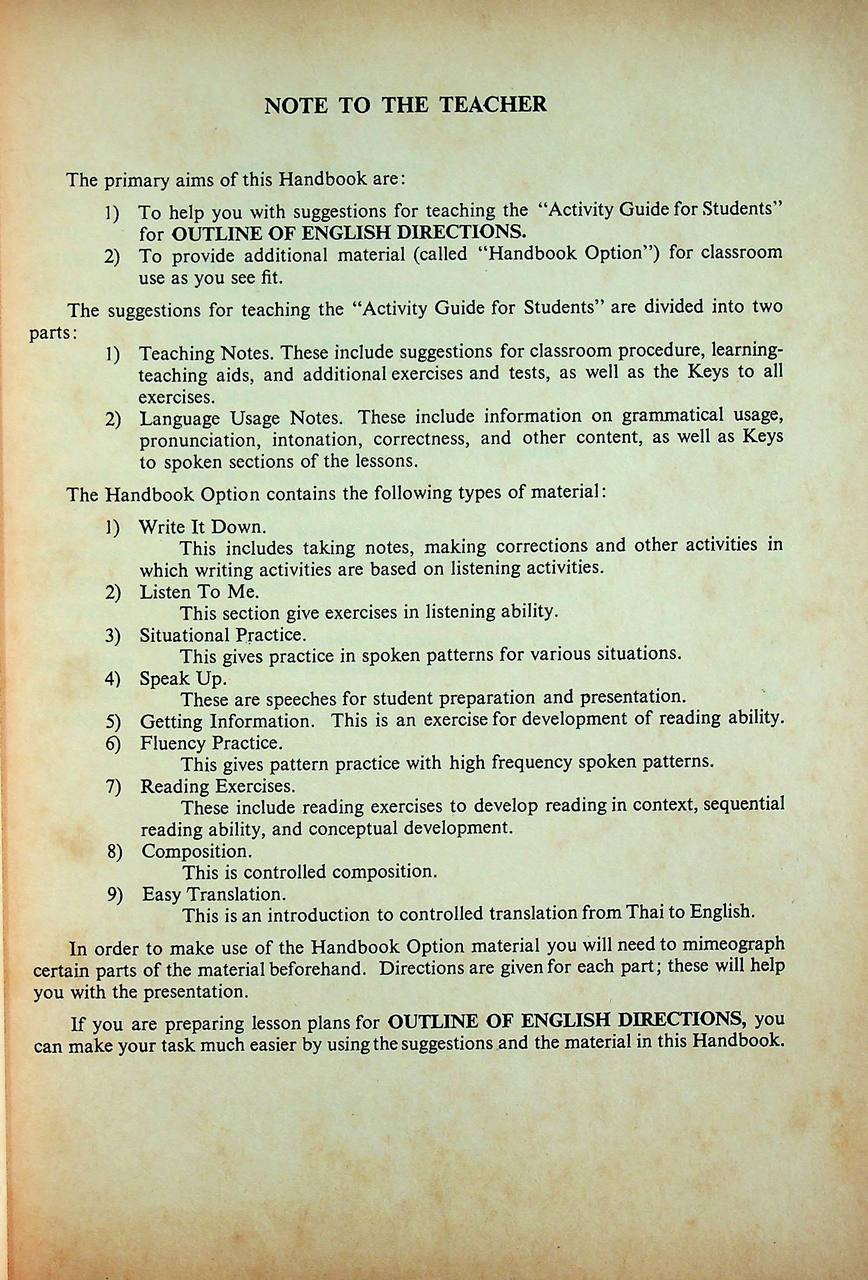 NOTE TO THE TEACHER
The primary aims of this Handbook are:
1) To help you with suggestions for teaching the “Activity Guide for Students”
for OUTLINE OF ENGLISH DIRECTIONS.
2) To provide additional material (called “Handbook Option”) for classroom
use as you see fit.
The suggestions for teaching the “Activity Guide for Students” are divided into two
parts:
1) Teaching Notes. These include suggestions for classroom procedure, learning-
teaching aids, and additional exercises and tests, as well as the Keys to all
exercises.
2) Language Usage Notes. These include information on grammatical usage,
pronunciation, intonation, correctness, and other content, as well as Keys
to spoken sections of the lessons.
The Handbook Option contains the following types of material:
1) Write It Down.
This includes taking notes, making corrections and other activities in
which writing activities are based on listening activities.
2) Listen To Me.
This section give exercises in listening ability.
3) Situational Practice.
This gives practice in spoken patterns for various situations.
4) Speak Up.
These are speeches for student preparation and presentation.
5) Getting Information. This is an exercise for development of reading ability.
6) Fluency Practice.
This gives pattern practice with high frequency spoken patterns.
7) Reading Exercises.
These include reading exercises to develop reading in context, sequential
reading ability, and conceptual development.
8) Composition.
This is controlled composition.
9) Easy Translation.
This is an introduction to controlled translation from Thai to English.
In order to make use of the Handbook Option material you will need to mimeograph
certain parts of the material beforehand. Directions are given for each part; these will help
you with the presentation.
If you are preparing lesson plans for OUTLINE OF ENGLISH DIRECTIONS, you
can make your task much easier by using the suggestions and the material in this Handbook.